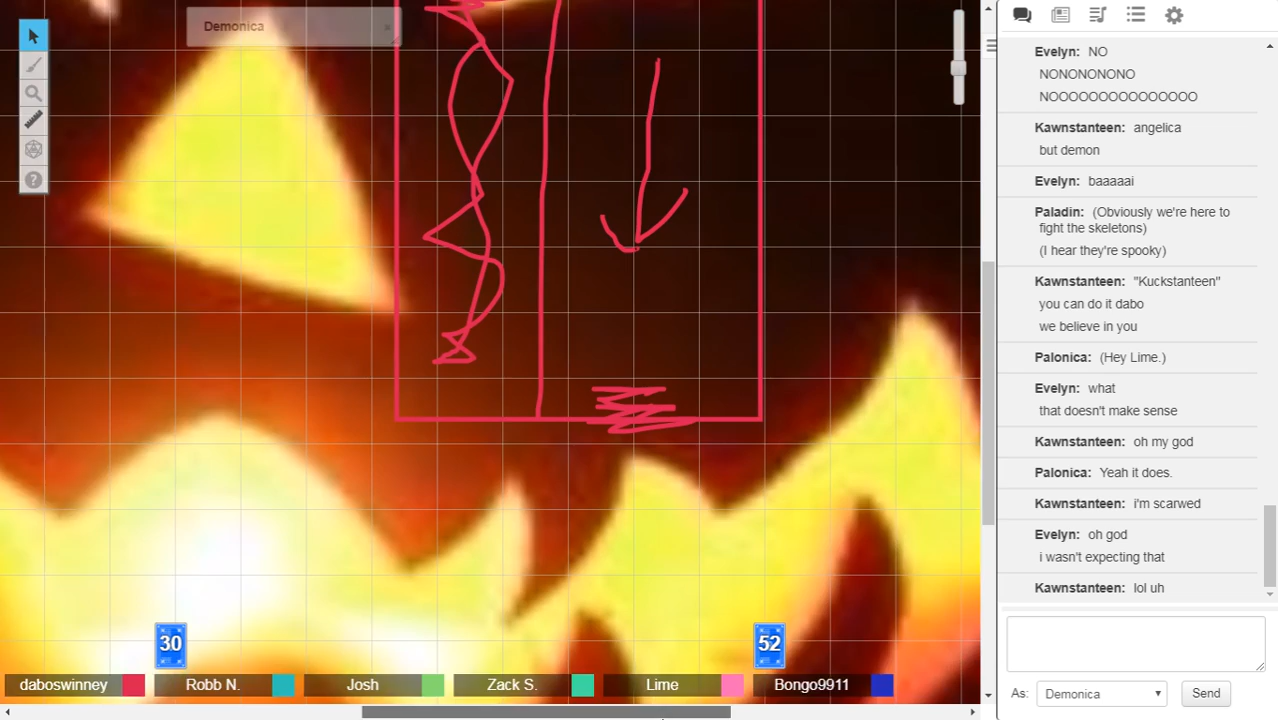 Demonica
Evelyn: NO
NONONONONO
NOOOOOOOOOOOOOOO
Kawnstanteen: angelica
but demon
Evelyn: baaaaai
Paladin: (Obviously we're here to
fight the skeletons)
(I hear they're spooky)
Kawnstanteen: "Kuckstanteen"
you can do it dabo
we believe in you
Palonica: (Hey Lime.)
Evelyn: what
that doesn't make sense
Kawnstanteen: oh my god
Palonica: Yeah it does.
Kawnstanteen: i'm scarwed
Evelyn: oh god
i wasn't expecting that
Kawnstanteen: lol uh
As: Demonica Send
30
52
daboswinney Robb N. Josh Zack S. Lime Bongo9911